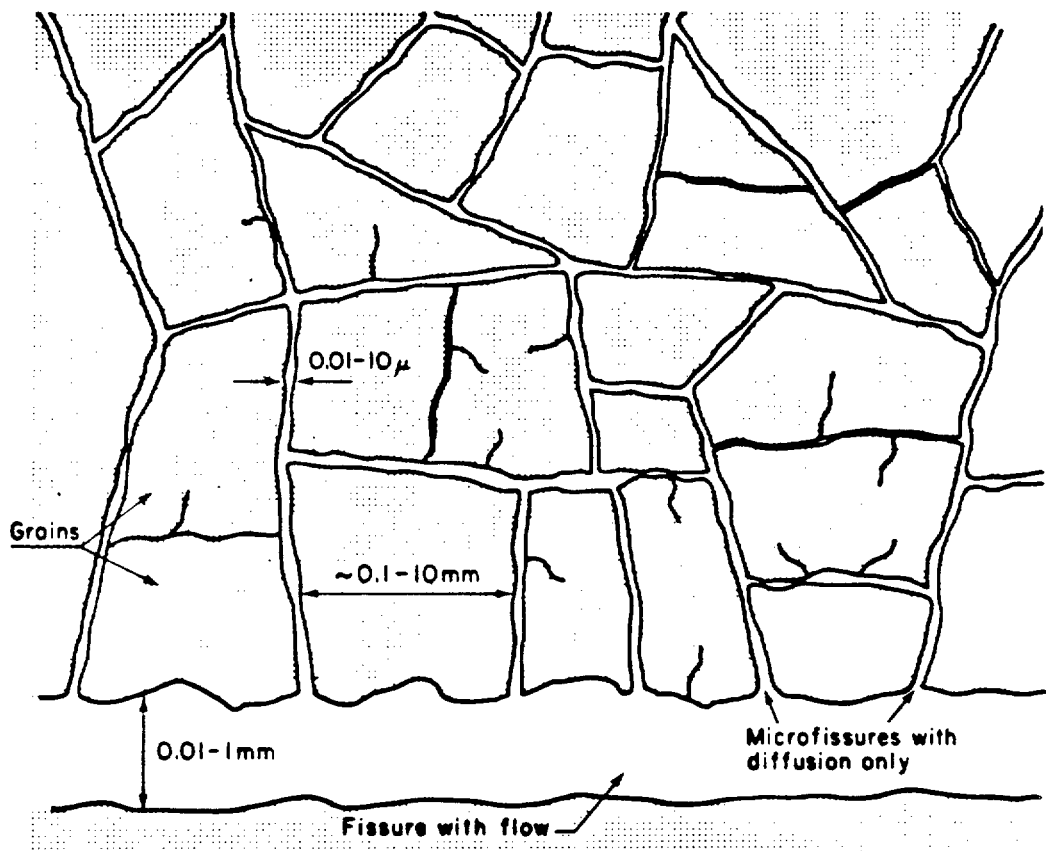 0.01-10μ
Grains
~0.1-10mm
0.01-1mm
Microfissures with
diffusion only
Fissure with flow